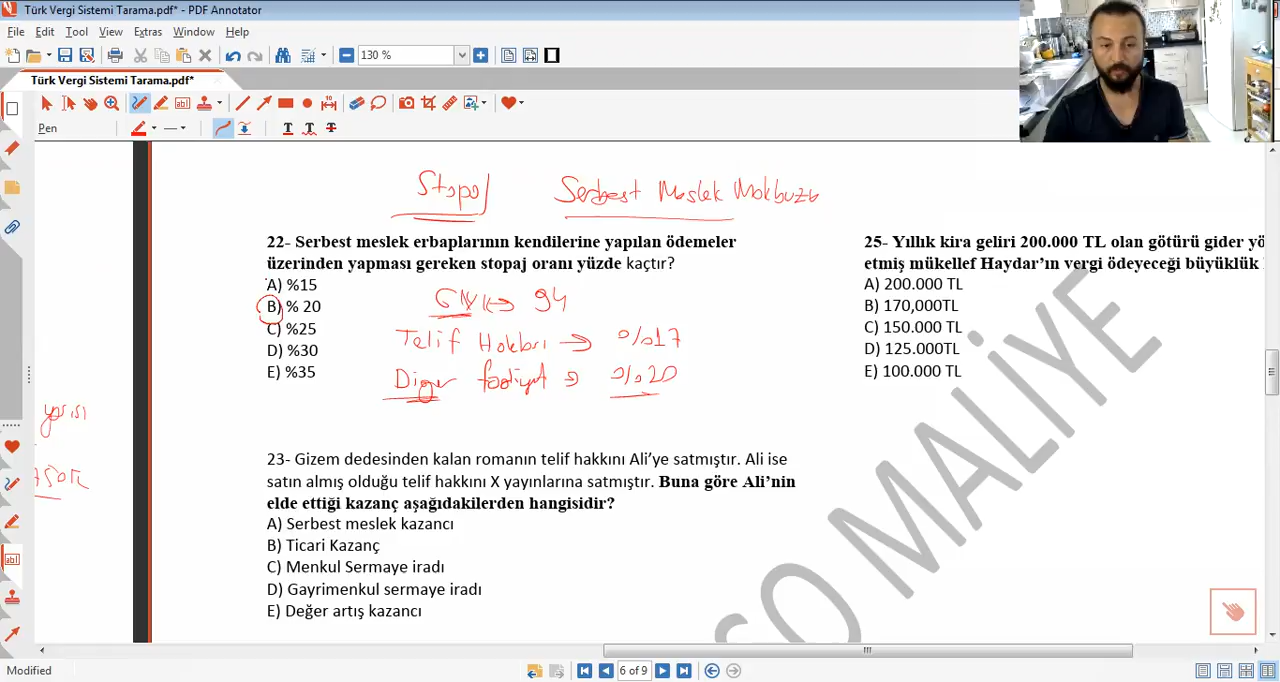 Türk Vergi Sistemi Tarama.pdf* - PDF Annotator
File Edit Tool View Extras Window Help
130 %
Türk Vergi Sistemi Tarama.pdf*
Pen
Stopaj Serbest Meslek Makbuzu
22- Serbest meslek erbaplarının kendilerine yapılan ödemeler
üzerinden yapması gereken stopaj oranı yüzde kaçtır?
A) %15
B) % 20
C) %25
D) %30
E) %35
GVK → 94
Telif Hakları → %17
Diğer faaliyet → %20
yarısı
23- Gizem dedesinden kalan romanın telif hakkını Ali’ye satmıştır. Ali ise
satın almış olduğu telif hakkını X yayınlarına satmıştır. Buna göre Ali’nin
elde ettiği kazanç aşağıdakilerden hangisidir?
A) Serbest meslek kazancı
B) Ticari Kazanç
C) Menkul Sermaye iradı
D) Gayrimenkul sermaye iradı
E) Değer artış kazancı
25- Yıllık kira geliri 200.000 TL olan götürü gider yö
etmiş mükellef Haydar’ın vergi ödeyeceği büyüklük
A) 200.000 TL
B) 170,000TL
C) 150.000 TL
D) 125.000TL
E) 100.000 TL
SO MALİYE
Modified
6 of 9